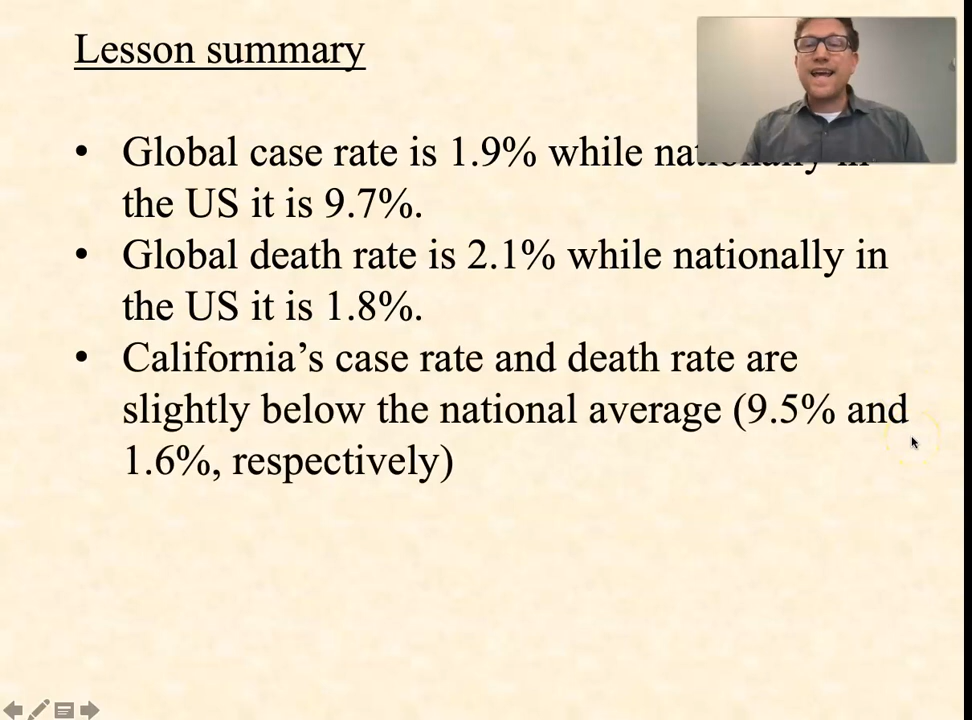 Lesson summary
• Global case rate is 1.9% while
the US it is 9.7%.
• Global death rate is 2.1% while nationally in
the US it is 1.8%.
• California’s case rate and death rate are
slightly below the national average (9.5% and
1.6%, respectively)